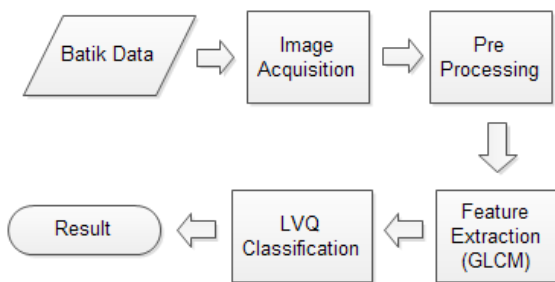 Batik Data
Image
Acquisition
Pre
Processing
Feature
Extraction
(GLCM)
LVQ
Classification
Result